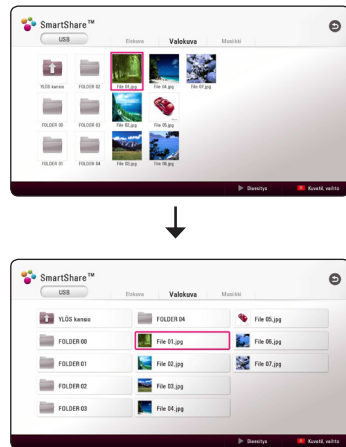 SmartShare™
USB
Elokuva Valokuva Musiikki
YLÖS kansio FOLDER 02 File 01.jpg File 04.jpg File 07.jpg
FOLDER 00 FOLDER 03 File 02.jpg File 05.jpg
FOLDER 01 FOLDER 04 File 03.jpg File 06.jpg
Diaesitys Kuvatil. vaihto
SmartShare™
USB
Elokuva Valokuva Musiikki
YLÖS kansio FOLDER 04 File 05.jpg
FOLDER 00 File 01.jpg File 06.jpg
FOLDER 01 File 02.jpg File 07.jpg
FOLDER 02 File 03.jpg
FOLDER 03 File 04.jpg
Diaesitys Kuvatil. vaihto